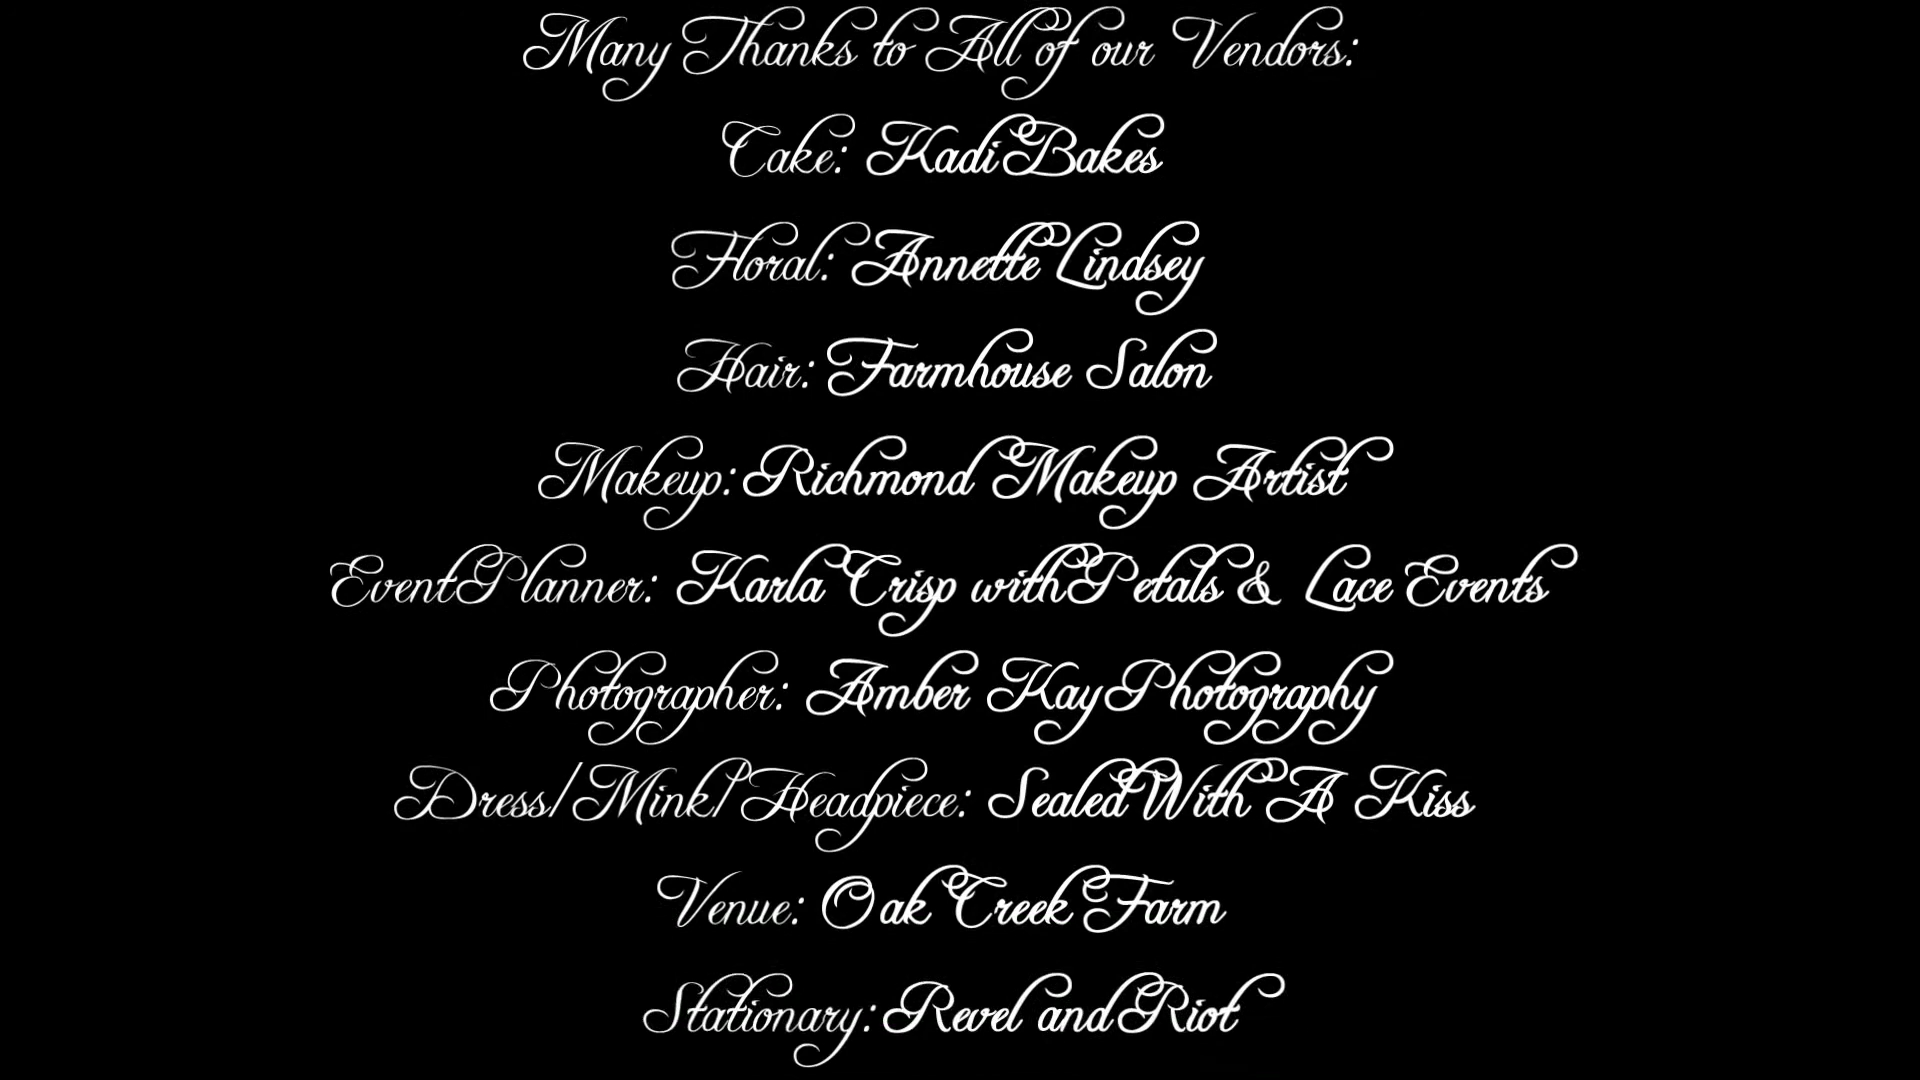 Many Thanks to All of our Vendors:
Cake: Kadi Bakes
Floral: Annette Lindsey
Hair: Farmhouse Salon
Makeup: Richmond Makeup Artist
Event Planner: Karla Crisp with Petals & Lace Events
Photographer: Amber Kay Photography
Dress/Mink/Headpiece: Sealed With A Kiss
Venue: Oak Creek Farm
Stationary: Revel and Riot